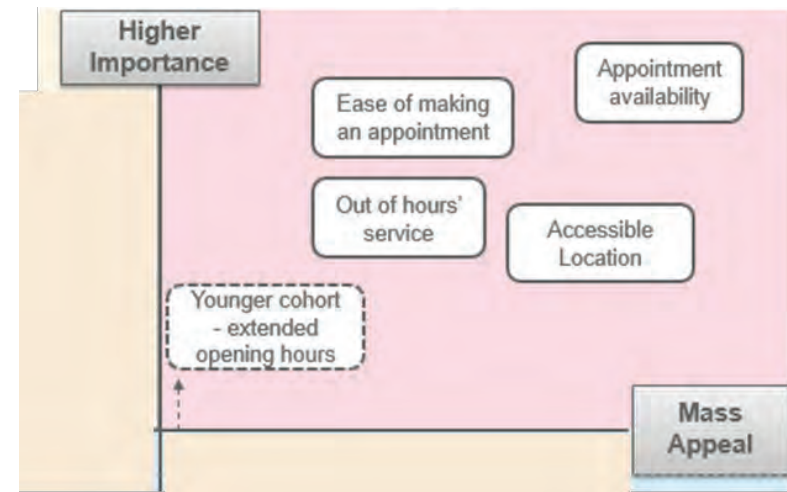 Higher
Importance
Appointment
availability
Ease of making
an appointment
Out of hours'
service
Accessible
Location
Younger cohort
- extended
opening hours
Mass
Appeal